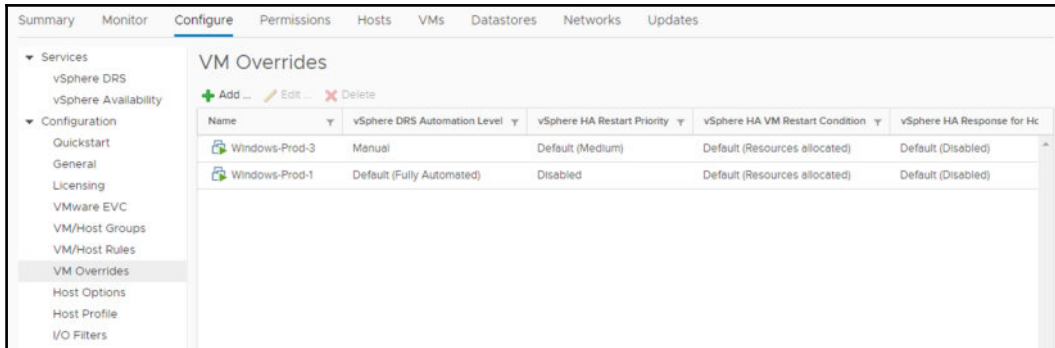 Summary Monitor Configure Permissions Hosts VMs Datastores Networks Updates
Services
vSphere DRS
vSphere Availability
Configuration
Quickstart
General
Licensing
VMware EVC
VM/Host Groups
VM/Host Rules
VM Overrides
Host Options
Host Profile
I/O Filters
VM Overrides
Add ... Edit ... Delete
Name vSphere DRS Automation Level vSphere HA Restart Priority vSphere HA VM Restart Condition vSphere HA Response for Ho
Windows-Prod-3 Manual Default (Medium) Default (Resources allocated) Default (Disabled)
Windows-Prod-1 Default (Fully Automated) Disabled Default (Resources allocated) Default (Disabled)